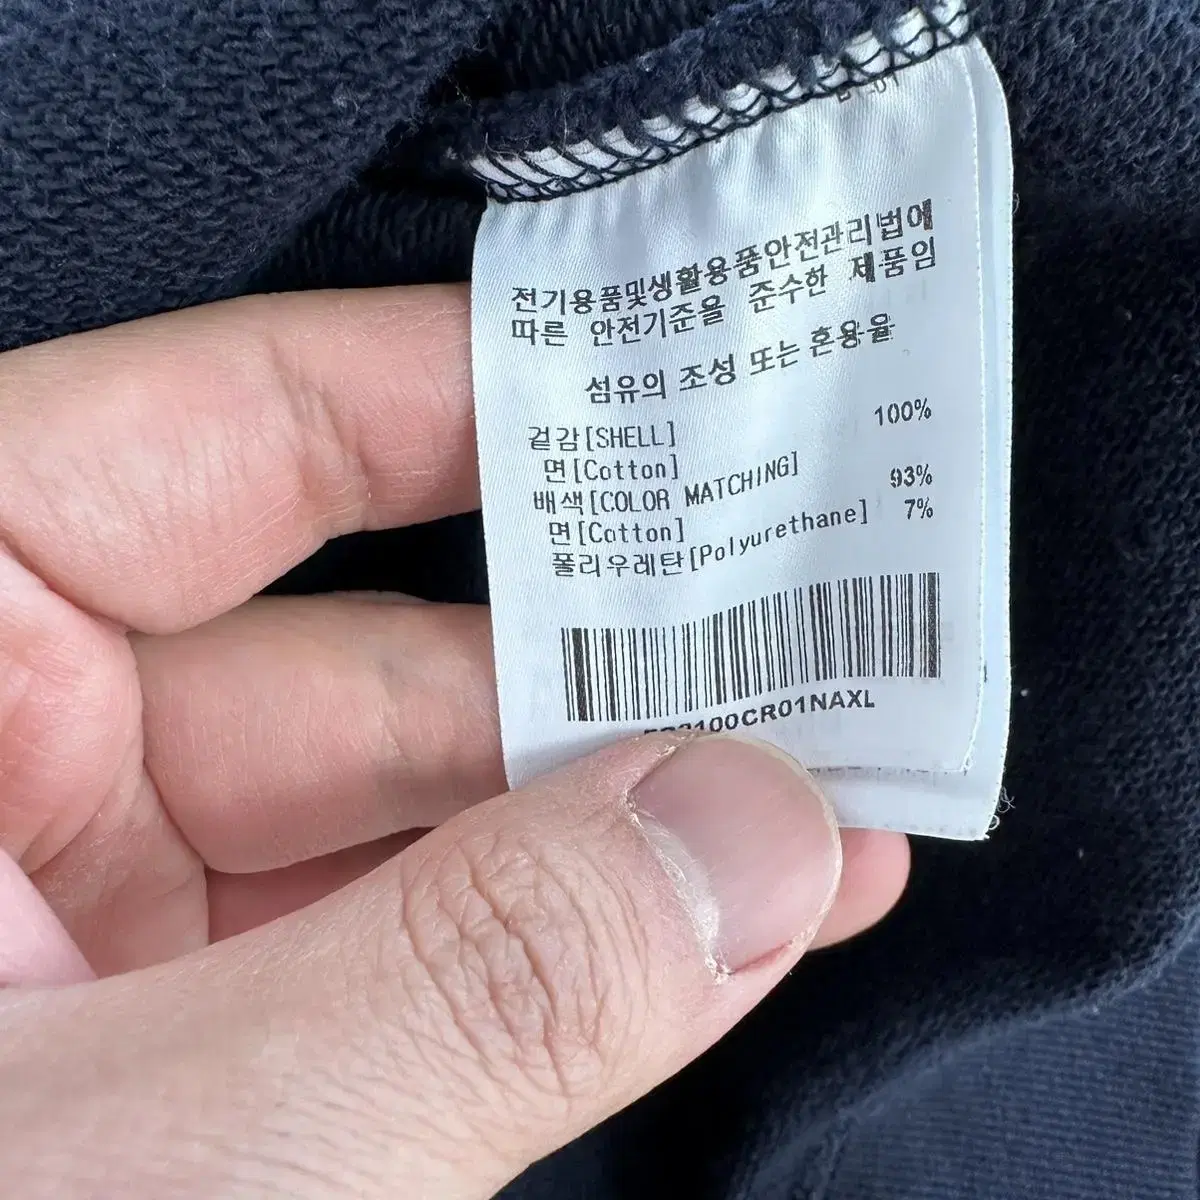 전기용품및생활용품안전관리법에
따른 안전기준을 준수한 제품임
섬유의 조성 또는 혼용율
겉감[SHELL]
면[Cotton] 100%
배색[COLOR MATCHING]
면[Cotton] 93%
폴리우레탄[Polyurethane] 7%